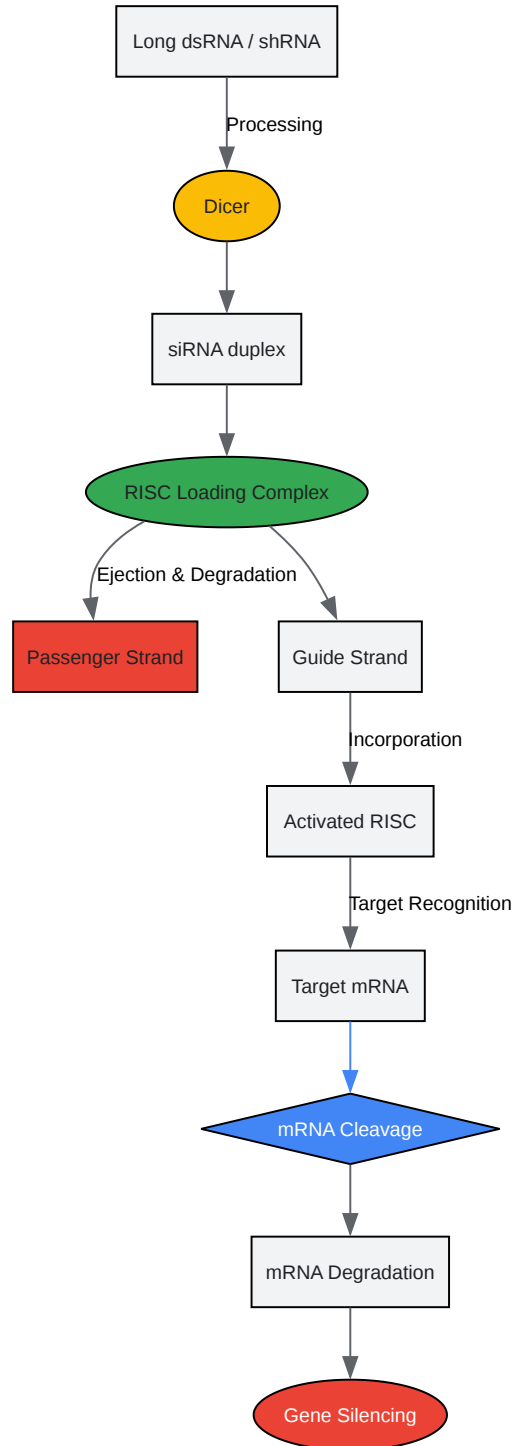 Long dsRNA / shRNA
Processing
Dicer
siRNA duplex
RISC Loading Complex
Ejection & Degradation
Passenger Strand
Guide Strand
Incorporation
Activated RISC
Target Recognition
Target mRNA
mRNA Cleavage
mRNA Degradation
Gene Silencing